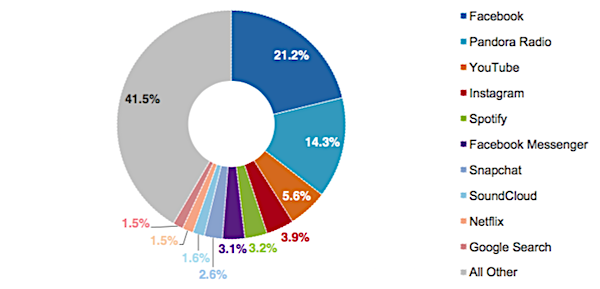 21.2%
14.3%
5.6%
3.9%
3.2%
3.1%
2.6%
1.6%
1.5%
1.5%
41.5%
Facebook
Pandora Radio
YouTube
Instagram
Spotify
Facebook Messenger
Snapchat
SoundCloud
Netflix
Google Search
All Other